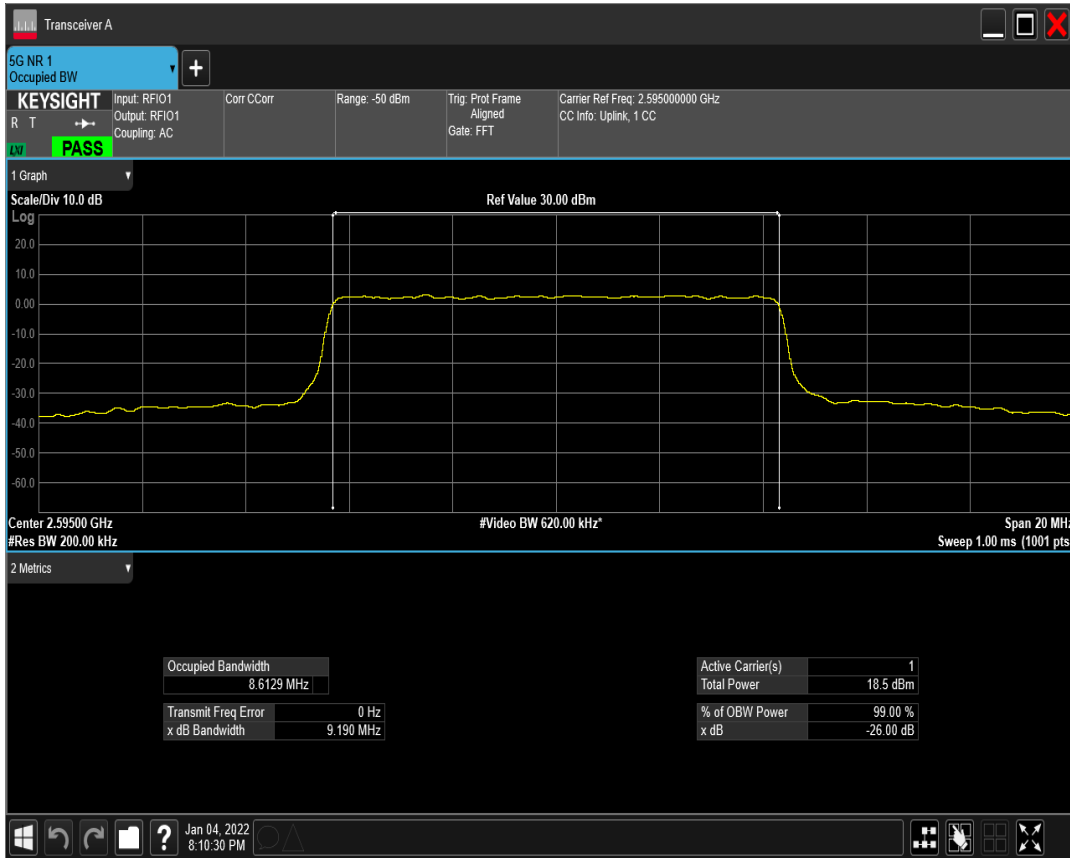 Transceiver A
5G NR 1
Occupied BW
+
KEYSIGHT
R T
LXI
PASS
Input: RFIO1
Output: RFIO1
Coupling: AC
Corr CCorr
Range: -50 dBm
Trig: Prot Frame
Aligned
Gate: FFT
Carrier Ref Freq: 2.595000000 GHz
CC Info: Uplink, 1 CC
1 Graph
Scale/Div 10.0 dB
Ref Value 30.00 dBm
Log
20.0
10.0
0.00
-10.0
-20.0
-30.0
-40.0
-50.0
-60.0
Center 2.59500 GHz
#Video BW 620.00 kHz*
Span 20 MHz
#Res BW 200.00 kHz
Sweep 1.00 ms (1001 pts
2 Metrics
Occupied Bandwidth
8.6129 MHz
Transmit Freq Error 0 Hz
x dB Bandwidth 9.190 MHz
Active Carrier(s) 1
Total Power 18.5 dBm
% of OBW Power 99.00 %
x dB -26.00 dB
?
Jan 04, 2022
8:10:30 PM